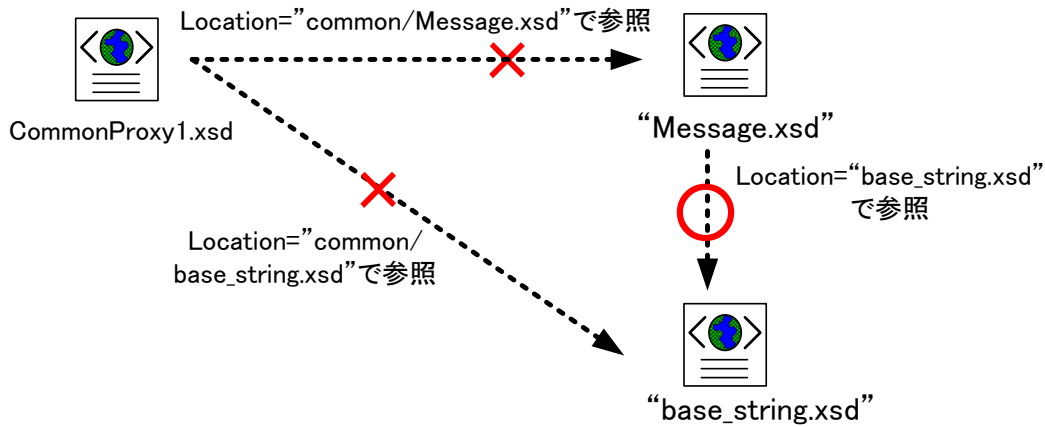 Location=”common/Message.xsd”で参照
CommonProxy1.xsd
“Message.xsd”
Location=“base_string.xsd”
で参照
Location=”common/
base_string.xsd”で参照
“base_string.xsd”